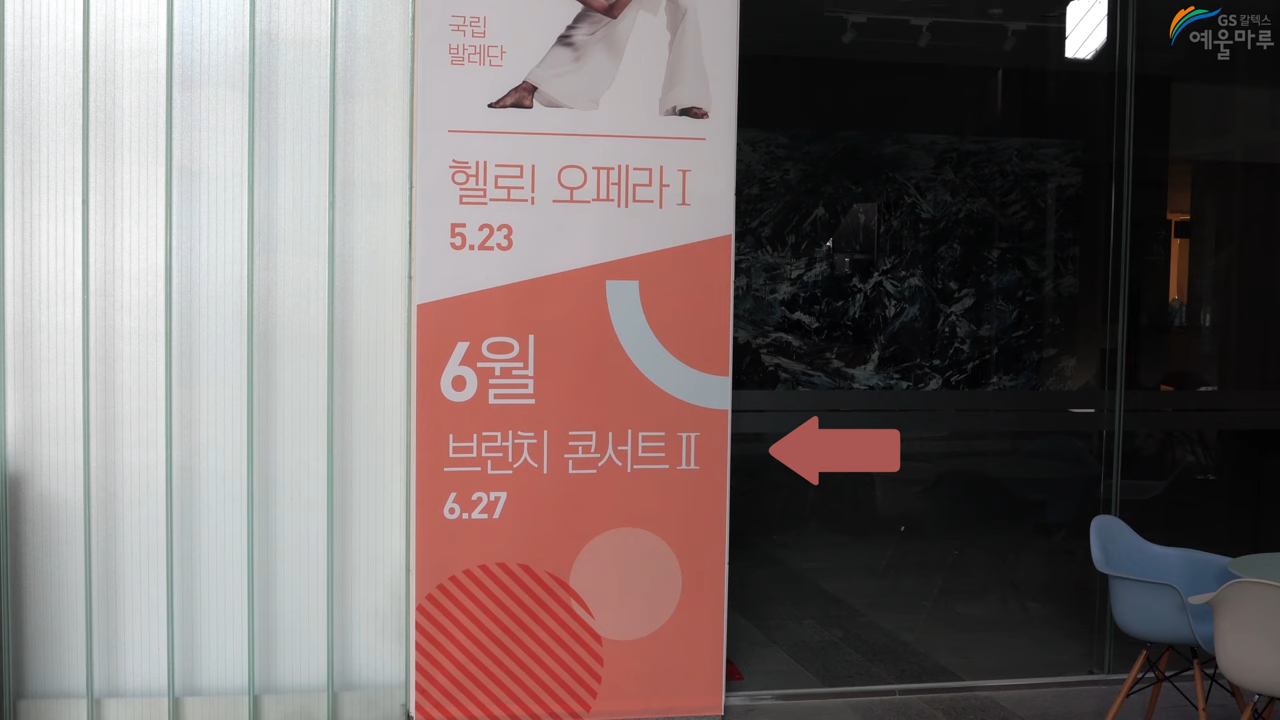 국립
발레단
헬로! 오페라 Ⅰ
5.23
6월
브런치 콘서트 Ⅱ
6.27
GS칼텍스
예울마루